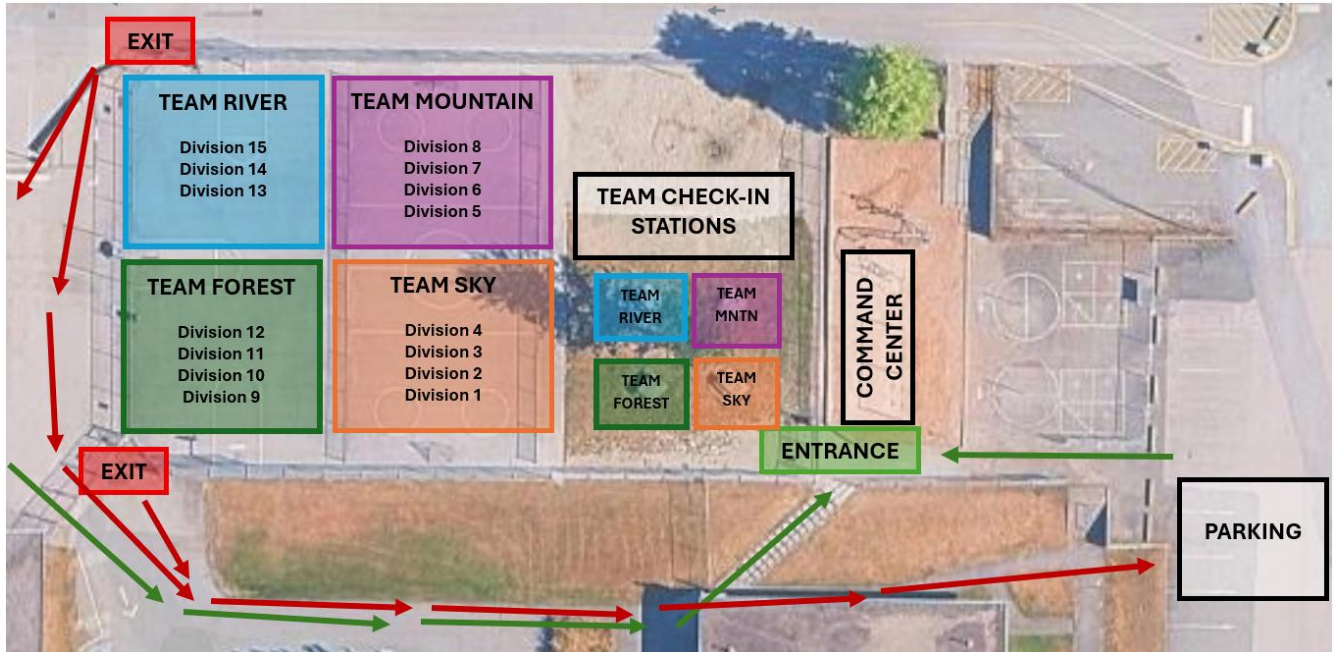 EXIT
TEAM RIVER
Division 15
Division 14
Division 13
TEAM MOUNTAIN
Division 8
Division 7
Division 6
Division 5
TEAM CHECK-IN
STATIONS
TEAM FOREST
Division 12
Division 11
Division 10
Division 9
TEAM SKY
Division 4
Division 3
Division 2
Division 1
TEAM
RIVER
TEAM
MNTN
TEAM
FOREST
TEAM
SKY
COMMAND
CENTER
ENTRANCE
EXIT
PARKING